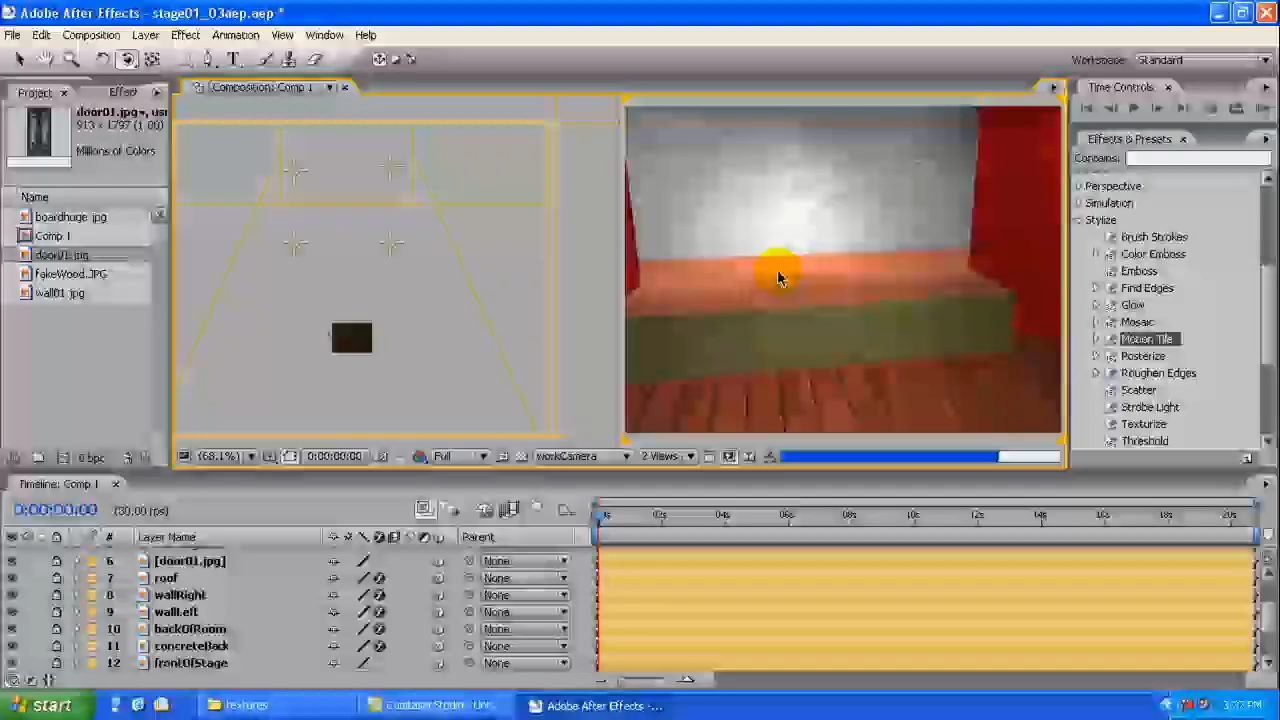 Adobe After Effects - stage01_03aep.aep *
File Edit Composition Layer Effect Animation View Window Help
Workspace: Standard
Project Effect
Composition: Comp 1
Time Controls
door01.jpg
913 x 1797 (1.00)
Millions of Colors
Effects & Presets
Contains:
Name
boardhuge.jpg
Comp 1
door01.jpg
fakeWood.JPG
wall01.jpg
Perspective
Simulation
Stylize
Brush Strokes
Color Emboss
Emboss
Find Edges
Glow
Mosaic
Motion Tile
Posterize
Roughen Edges
Scatter
Strobe Light
Texturize
Threshold
8 bpc
(68.1%) 0:00:00:00 Full workCamera 2 Views
Timeline: Comp 1
0:00:00:00 (30.00 fps)
02s 04s 06s 08s 10s 12s 14s 16s 18s 20s
# Layer Name Parent
6 [door01.jpg] None
7 roof None
8 wallRight None
9 wallLeft None
10 backOfRoom None
11 concreteBack None
12 frontOfStage None
start textures Adobe After Effects - ...